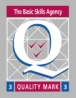 The Basic Skills Agency
Q
3 QUALITY MARK 3